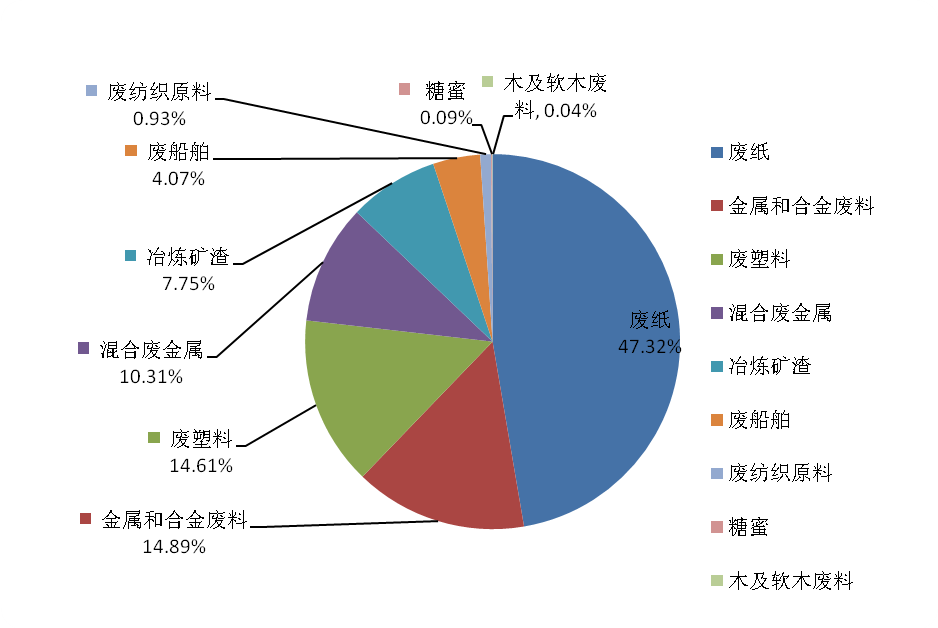 废纺织原料
0.93%
糖蜜
0.09%
木及软木废
料, 0.04%
废船舶
4.07%
冶炼矿渣
7.75%
混合废金属
10.31%
废塑料
14.61%
金属和合金废料
14.89%
废纸
47.32%
废纸
金属和合金废料
废塑料
混合废金属
冶炼矿渣
废船舶
废纺织原料
糖蜜
木及软木废料